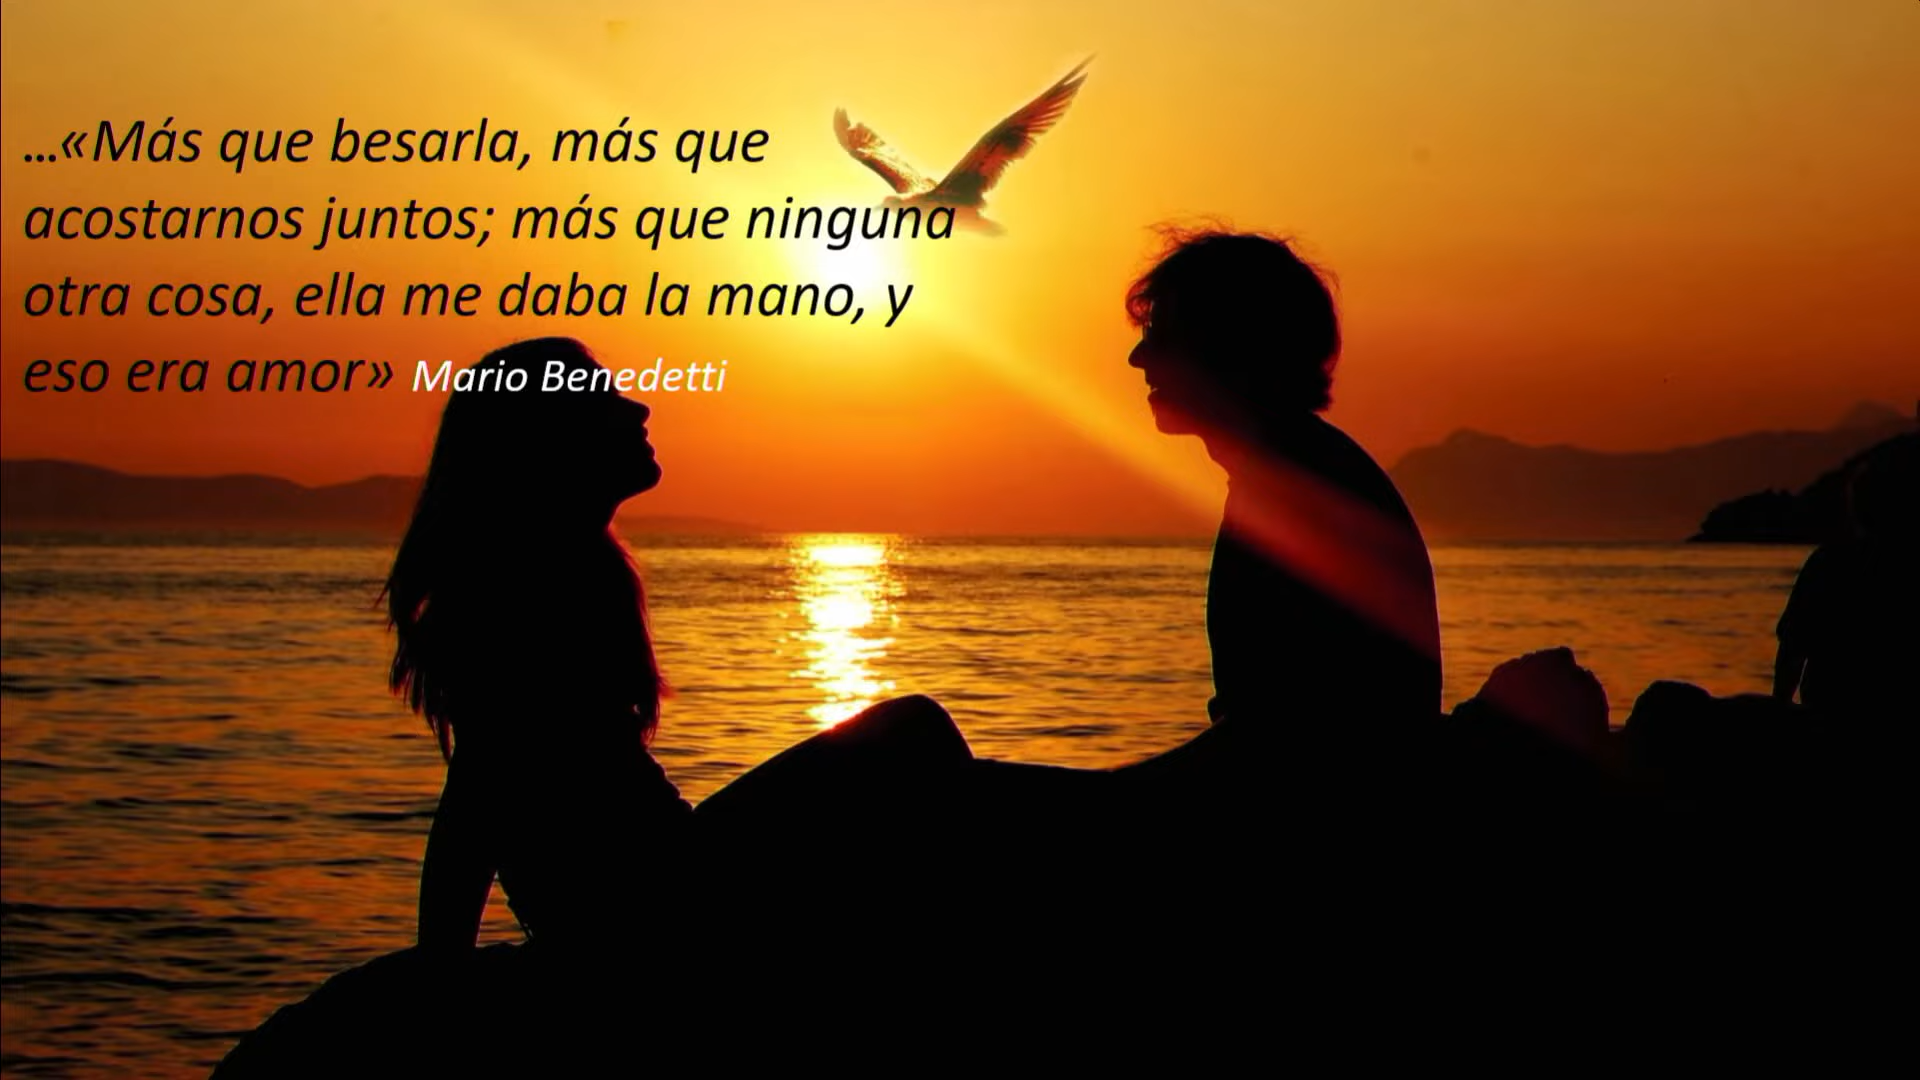 …«Más que besarla, más que
acostarnos juntos; más que ninguna
otra cosa, ella me daba la mano, y
eso era amor» Mario Benedetti